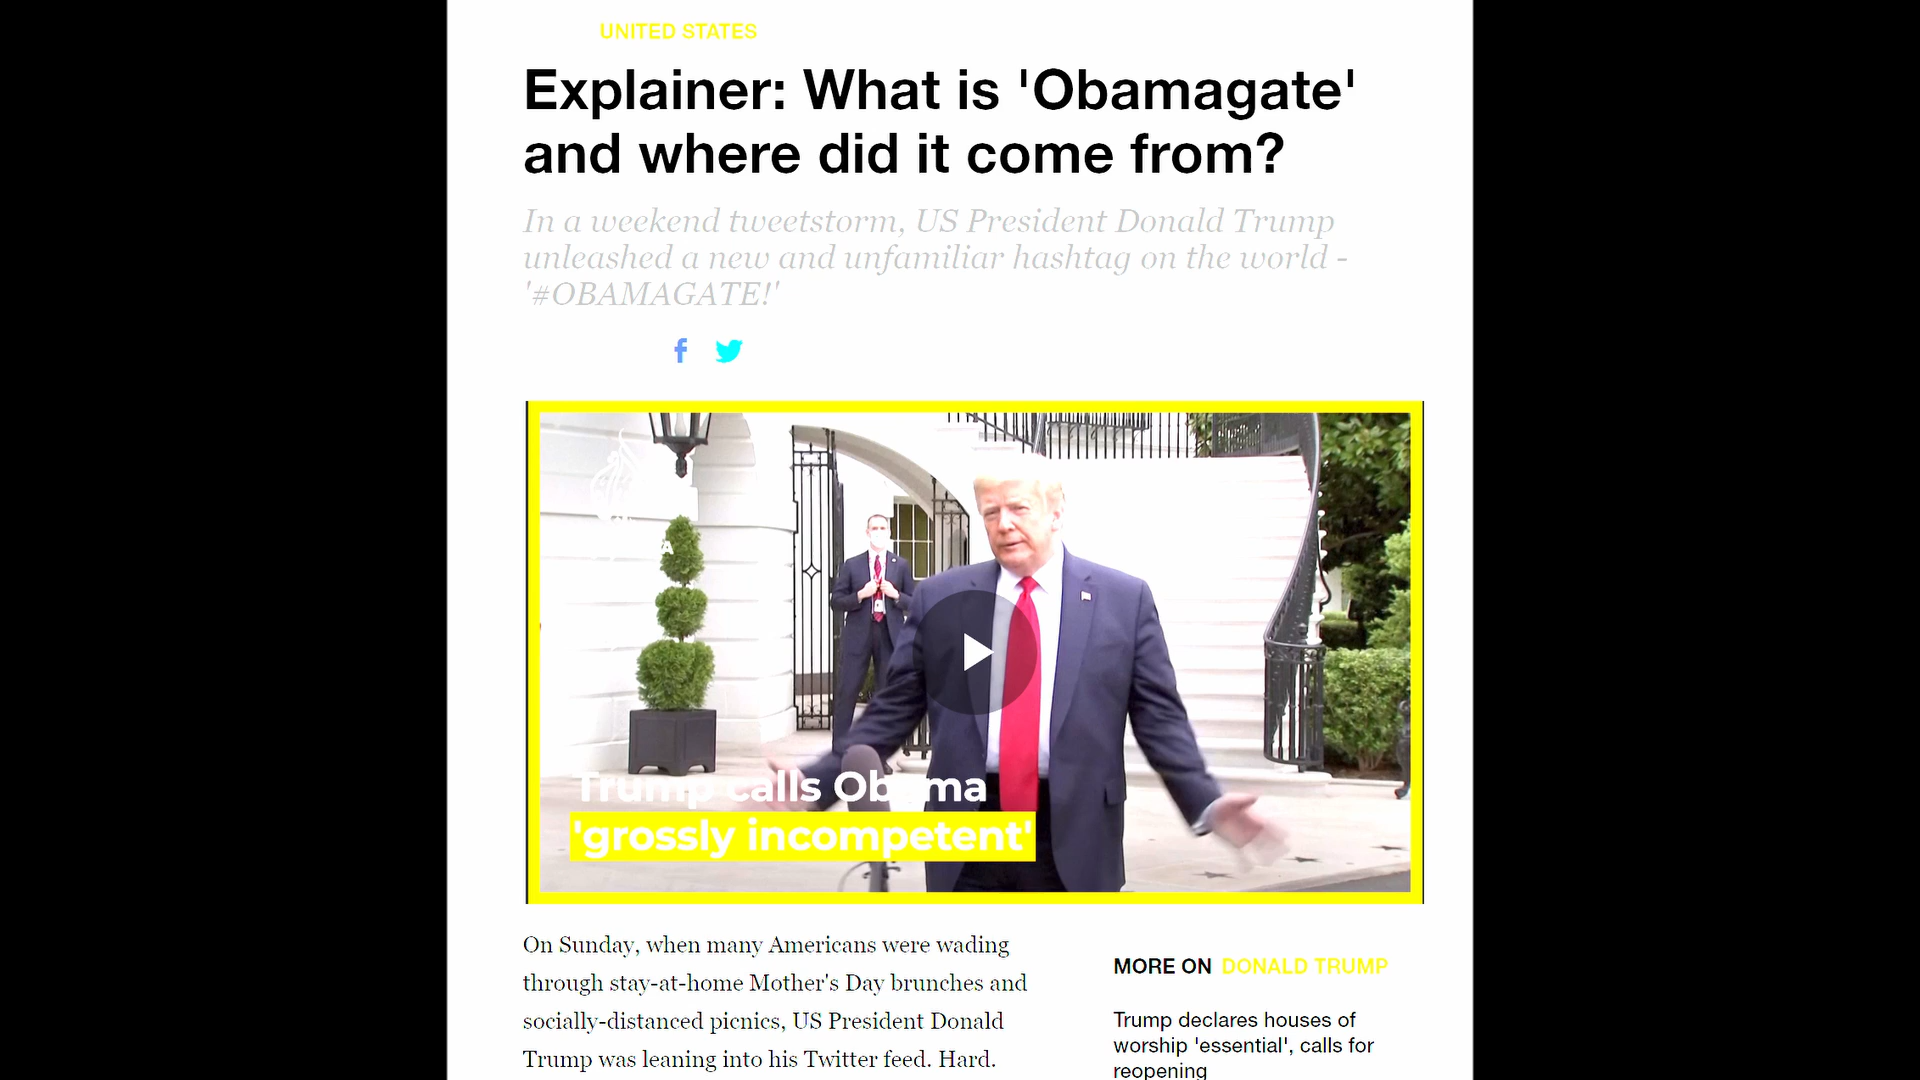 UNITED STATES
Explainer: What is 'Obamagate'
and where did it come from?
In a weekend tweetstorm, US President Donald Trump
unleashed a new and unfamiliar hashtag on the world -
'#OBAMAGATE!'
Trump calls Obama
'grossly incompetent'
On Sunday, when many Americans were wading
through stay-at-home Mother's Day brunches and
socially-distanced picnics, US President Donald
Trump was leaning into his Twitter feed. Hard.
MORE ON DONALD TRUMP
Trump declares houses of
worship 'essential', calls for
reopening